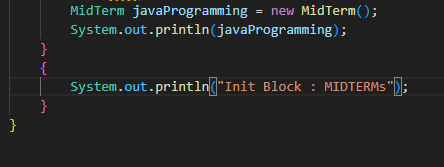 MidTerm javaProgramming = new MidTerm();
System.out.println(javaProgramming);
}
{
System.out.println("Init Block : MIDTERMs");
}
}